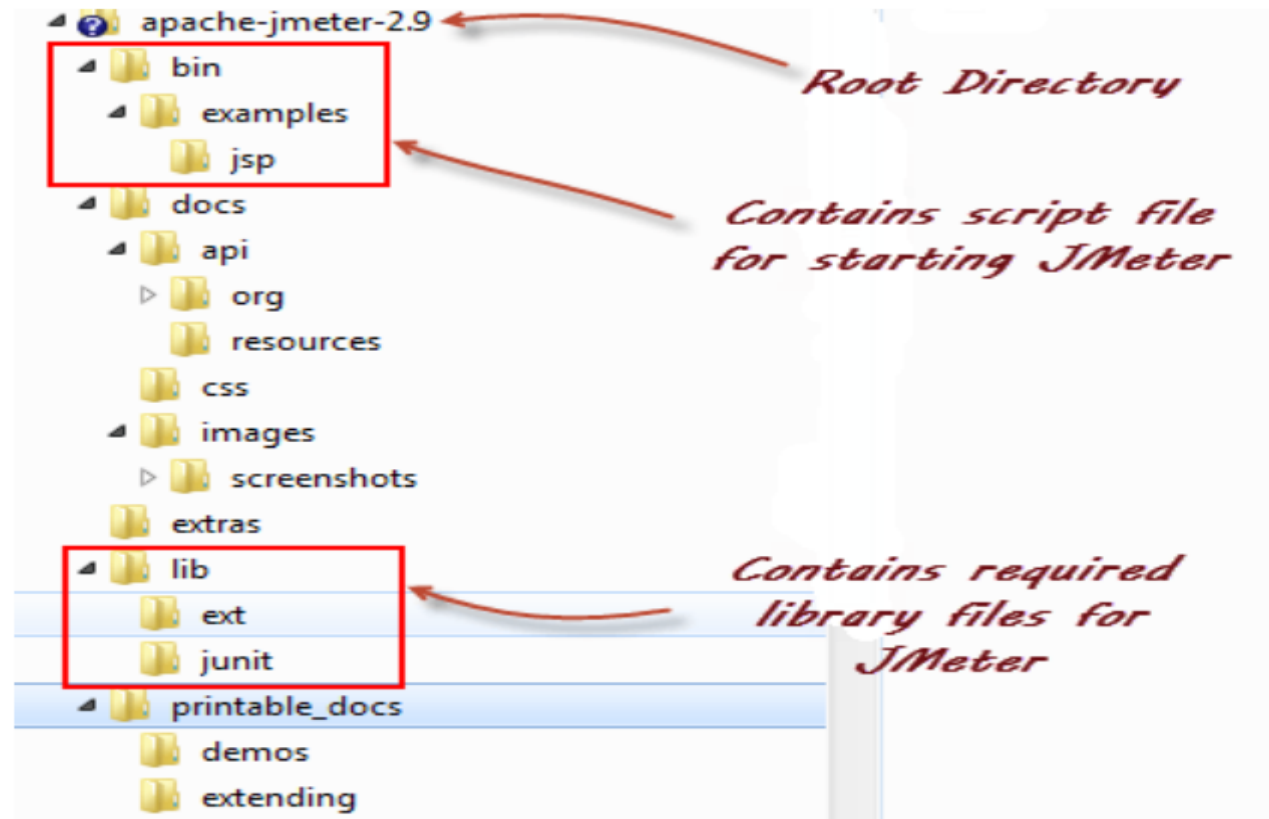 apache-jmeter-2.9
bin
Root Directory
examples
jsp
docs
Contains script file
for starting JMeter
api
org
resources
css
images
screenshots
extras
lib
Contains required
library files for
JMeter
ext
junit
printable_docs
demos
extending